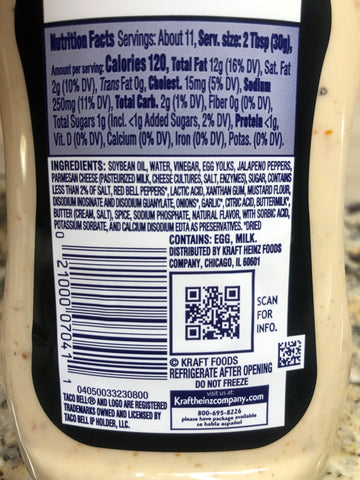 Nutrition Facts Servings: About 11, Serv. size: 2 Tbsp (30g),
Amount per serving: Calories 120, Total Fat 12g (16% DV), Sat. Fat
2g (10% DV), Trans Fat 0g, Cholest. 15mg (5% DV), Sodium
250mg (11% DV), Total Carb. 2g (1% DV), Fiber 0g (0% DV),
Total Sugars 1g (Incl. <1g Added Sugars, 2% DV), Protein <1g,
Vit. D (0% DV), Calcium (0% DV), Iron (0% DV), Potas. (0% DV).
INGREDIENTS: SOYBEAN OIL, WATER, VINEGAR, EGG YOLKS, JALAPENO PEPPERS,
PARMESAN CHEESE (PASTEURIZED MILK, CHEESE CULTURES, SALT, ENZYMES), SUGAR, CONTAINS
LESS THAN 2% OF SALT, RED BELL PEPPERS*, LACTIC ACID, XANTHAN GUM, MUSTARD FLOUR,
DISODIUM INOSINATE AND DISODIUM GUANYLATE, ONIONS*, GARLIC*, CITRIC ACID, BUTTERMILK*,
BUTTER (CREAM, SALT), SPICE, SODIUM PHOSPHATE, NATURAL FLAVOR, WITH SORBIC ACID,
POTASSIUM SORBATE, AND CALCIUM DISODIUM EDTA AS PRESERVATIVES. *DRIED
CONTAINS: EGG, MILK.
DISTRIBUTED BY KRAFT HEINZ FOODS
COMPANY, CHICAGO, IL 60601
SCAN
FOR
INFO.
0 21000 07041 1
04050033230800
TACO BELL® AND LOGO ARE REGISTERED
TRADEMARKS OWNED AND LICENSED BY
TACO BELL IP HOLDER, LLC.
© KRAFT FOODS
REFRIGERATE AFTER OPENING
DO NOT FREEZE
visit us at:
Kraftheinzcompany.com
800-695-8226
please have package available
se habla español